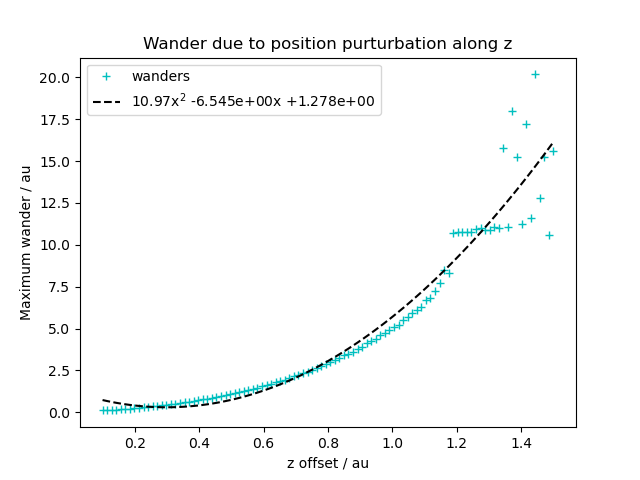 Wander due to position purturbation along z
wanders
10.97x² -6.545e+00x +1.278e+00
20.0
17.5
15.0
12.5
10.0
7.5
5.0
2.5
0.0
Maximum wander / au
0.2 0.4 0.6 0.8 1.0 1.2 1.4
z offset / au